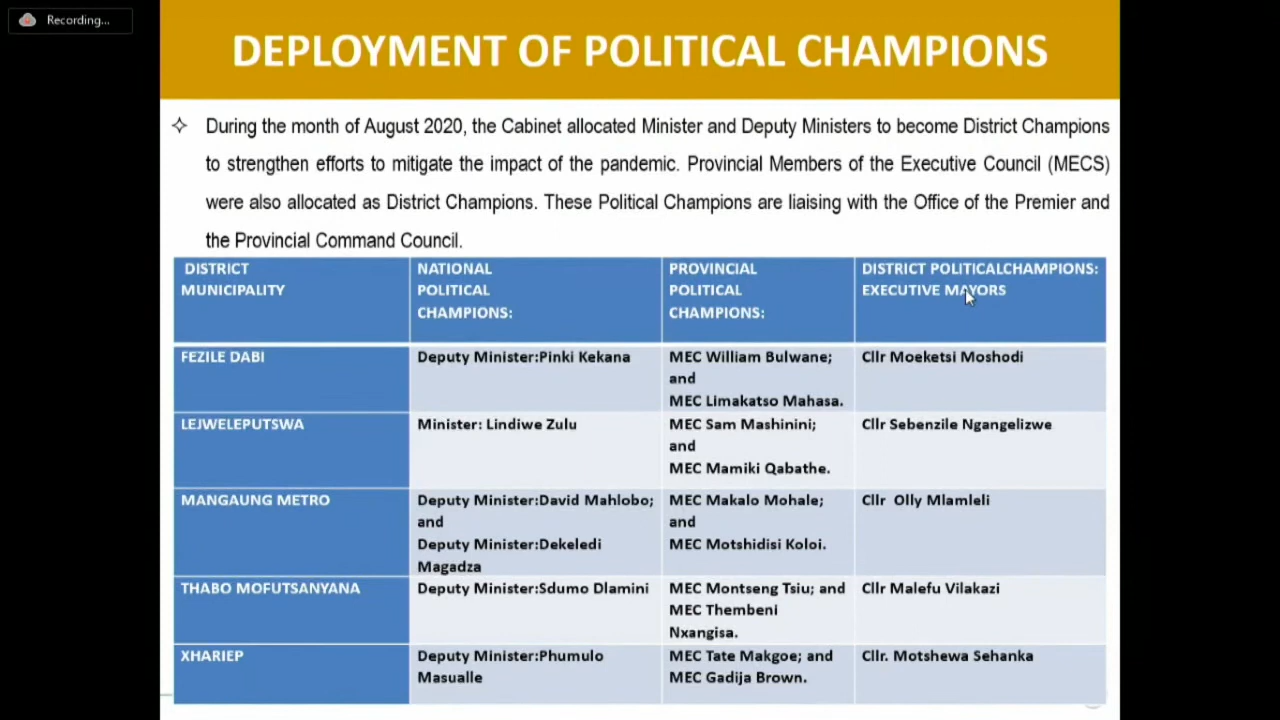 Recording...
DEPLOYMENT OF POLITICAL CHAMPIONS
During the month of August 2020, the Cabinet allocated Minister and Deputy Ministers to become District Champions
to strengthen efforts to mitigate the impact of the pandemic. Provincial Members of the Executive Council (MECS)
were also allocated as District Champions. These Political Champions are liaising with the Office of the Premier and
the Provincial Command Council.
DISTRICT
MUNICIPALITY
NATIONAL
POLITICAL
CHAMPIONS:
PROVINCIAL
POLITICAL
CHAMPIONS:
DISTRICT POLITICALCHAMPIONS:
EXECUTIVE MAYORS
FEZILE DABI
Deputy Minister:Pinki Kekana
MEC William Bulwane;
and
MEC Limakatso Mahasa.
Cllr Moeketsi Moshodi
LEJWELEPUTSWA
Minister: Lindiwe Zulu
MEC Sam Mashinini;
and
MEC Mamiki Qabathe.
Cllr Sebenzile Ngangelizwe
MANGAUNG METRO
Deputy Minister:David Mahlobo;
and
Deputy Minister:Dekeledi
Magadza
MEC Makalo Mohale;
and
MEC Motshidisi Koloi.
Cllr Olly Mlamleli
THABO MOFUTSANYANA
Deputy Minister:Sdumo Dlamini
MEC Montseng Tsiu; and
MEC Thembeni
Nxangisa.
Cllr Malefu Vilakazi
XHARIEP
Deputy Minister:Phumulo
Masualle
MEC Tate Makgoe; and
MEC Gadija Brown.
Cllr. Motshewa Sehanka